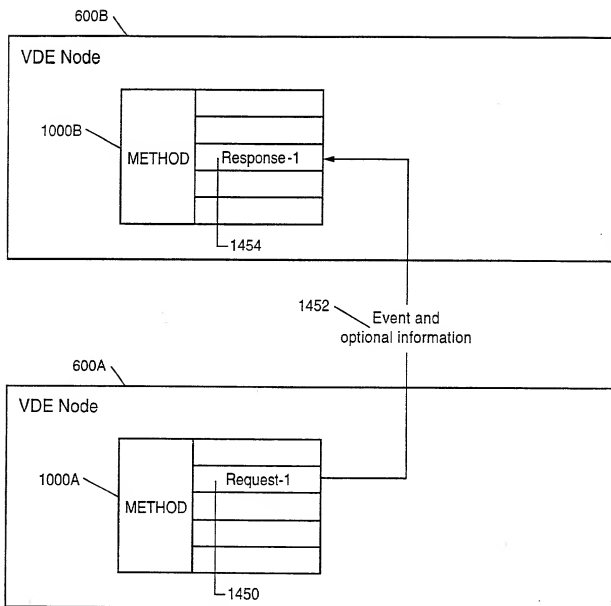 600B
VDE Node
1000B
METHOD
Response-1
1454
1452
Event and
optional information
600A
VDE Node
1000A
METHOD
Request-1
1450